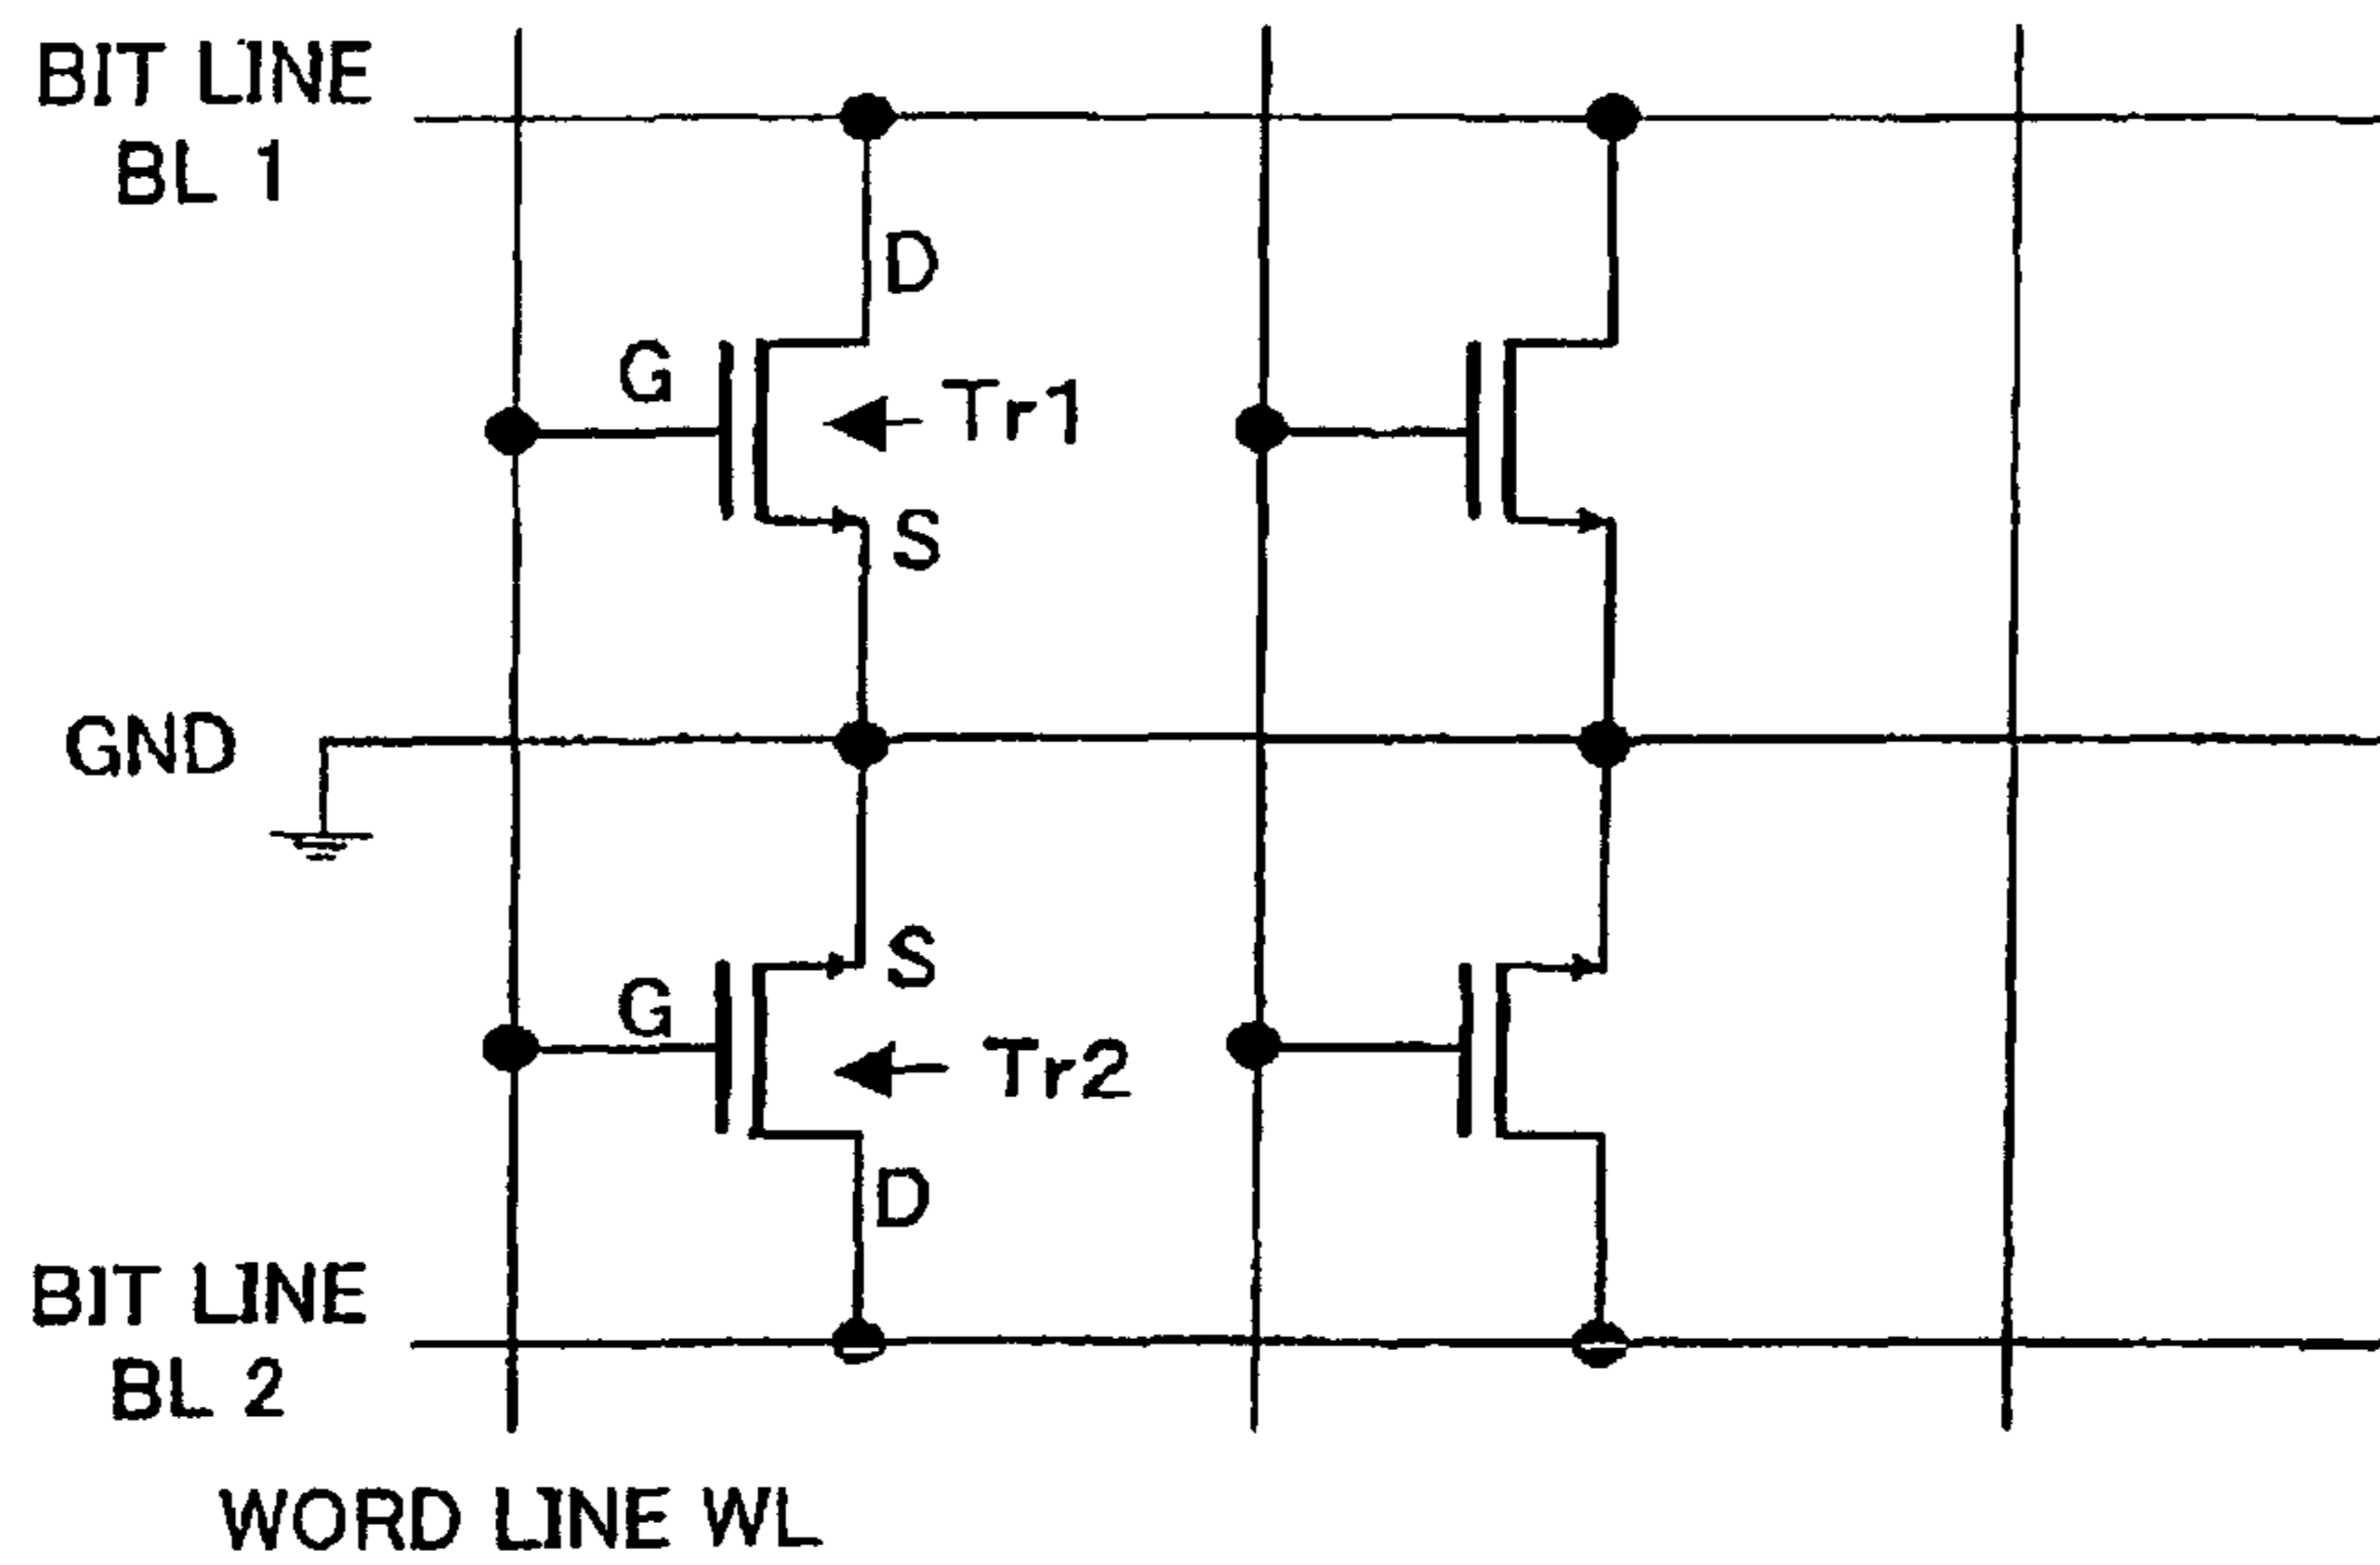 BIT LINE
BL 1
D
G
Tr1
S
GND
S
G
Tr2
D
BIT LINE
BL 2
WORD LINE WL